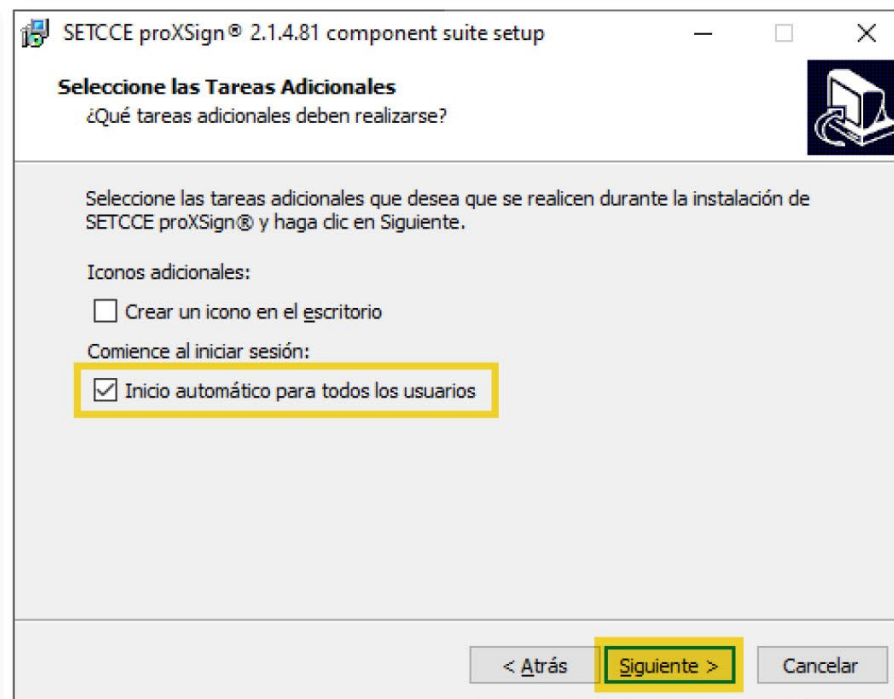 SETCCE proXSign® 2.1.4.81 component suite setup
Seleccione las Tareas Adicionales
¿Qué tareas adicionales deben realizarse?
Seleccione las tareas adicionales que desea que se realicen durante la instalación de
SETCCE proXSign® y haga clic en Siguiente.
Iconos adicionales:
Crear un icono en el escritorio
Comience al iniciar sesión:
Inicio automático para todos los usuarios
< Atrás
Siguiente >
Cancelar